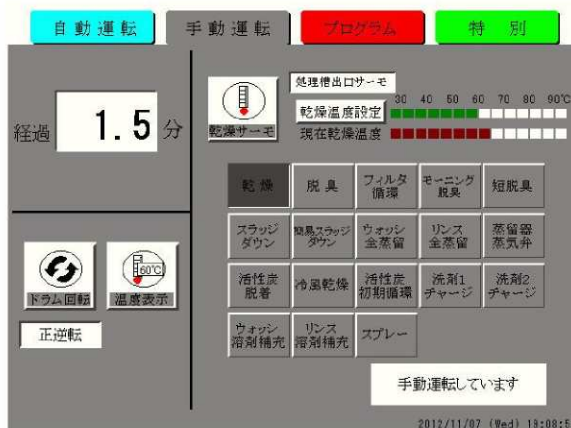 自動運転
手動運転
プログラム
特 別
経過 1.5 分
乾燥サーモ
処理槽出口サーモ
30 40 50 60 70 80 90℃
乾燥温度設定
現在乾燥温度
乾 燥
脱 臭
フィルタ
循環
モーニング
脱臭
短脱臭
スラッジ
ダウン
簡易スラッジ
ダウン
ウォッシ
全蒸留
リンス
全蒸留
蒸留器
蒸気弁
活性炭
脱着
冷風乾燥
活性炭
初期循環
洗剤1
チャージ
洗剤2
チャージ
ウォッシ
溶剤補充
リンス
溶剤補充
スプレー
60℃
ドラム回転
温度表示
正逆転
手動運転しています
2012/11/07 (Wed) 19:08:5